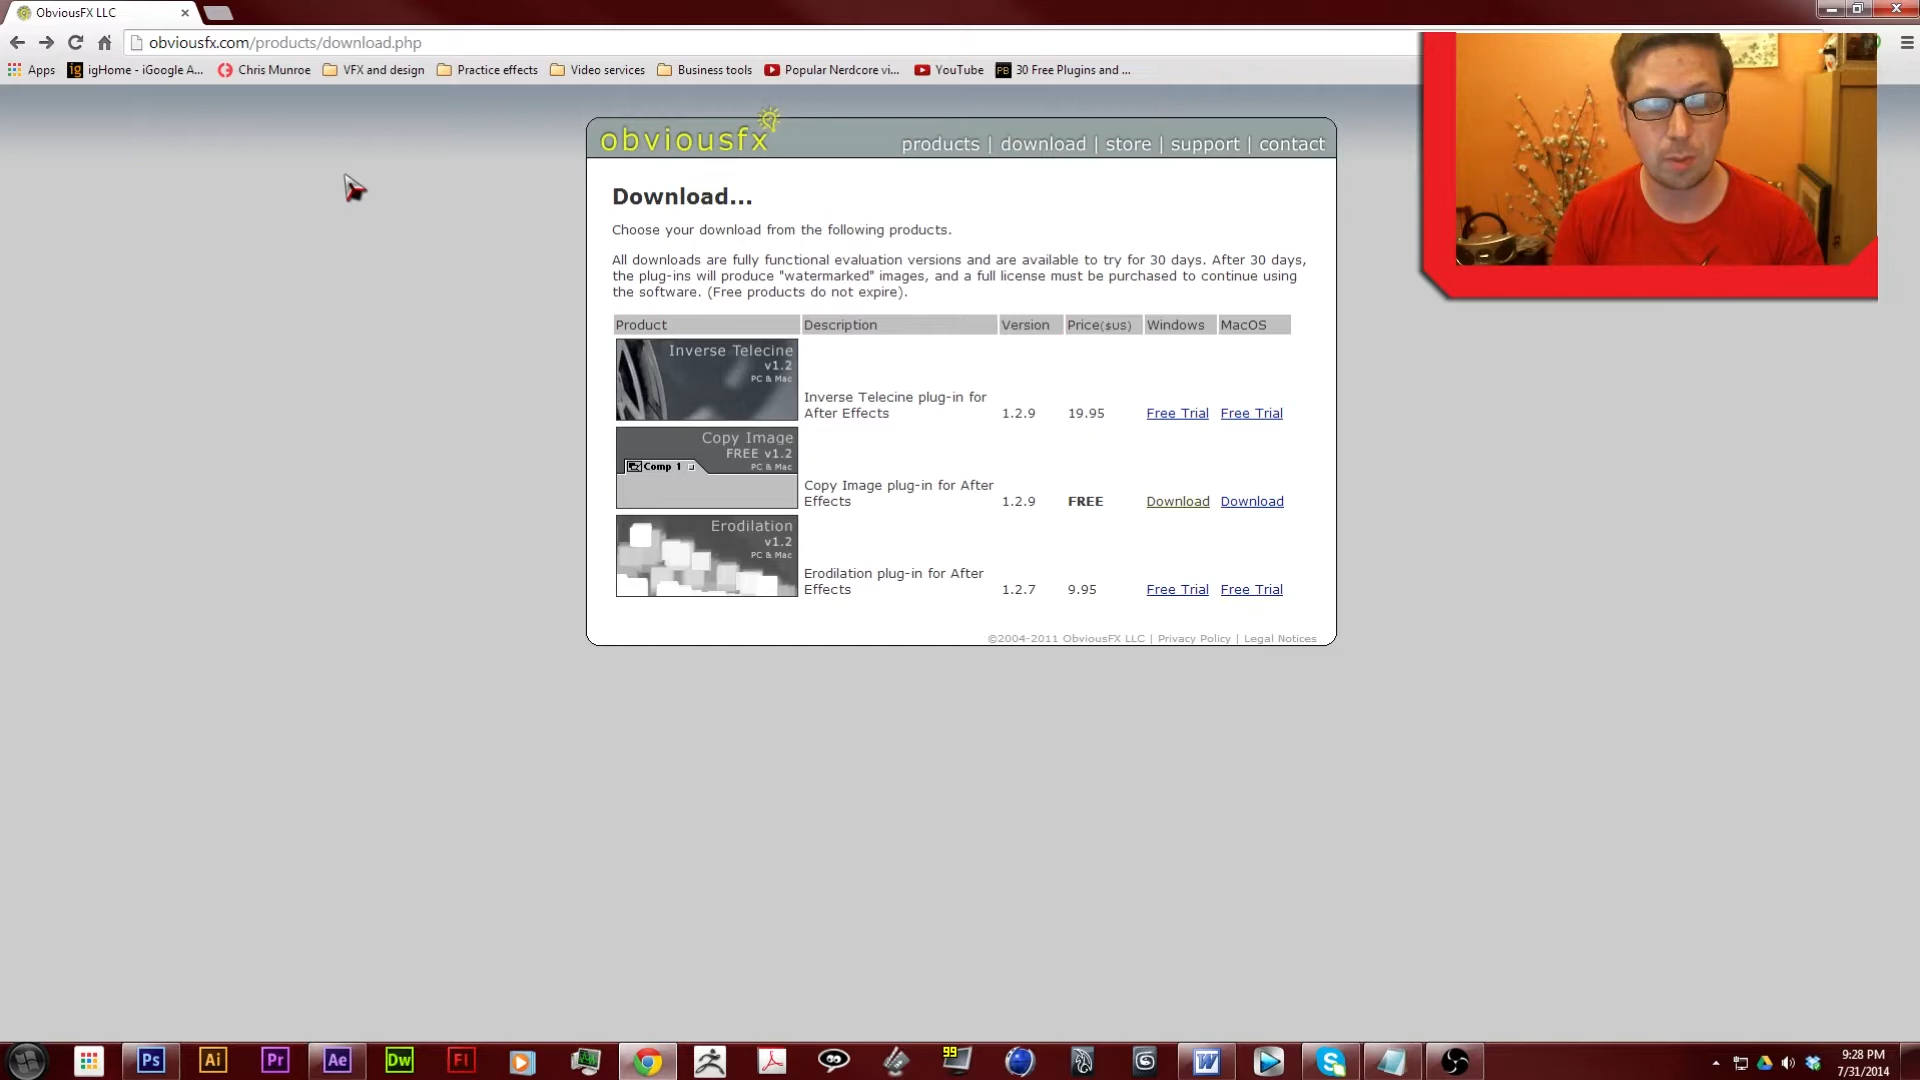 ObviousFX LLC
obviousfx.com/products/download.php
Apps
igHome - iGoogle A...
Chris Munroe
VFX and design
Practice effects
Video services
Business tools
Popular Nerdcore vi...
YouTube
PB
30 Free Plugins and ...
obviousfx
products | download | store | support | contact
Download...
Choose your download from the following products.
All downloads are fully functional evaluation versions and are available to try for 30 days. After 30 days,
the plug-ins will produce "watermarked" images, and a full license must be purchased to continue using
the software. (Free products do not expire).
Product Description Version Price($us) Windows MacOS
Inverse Telecine
v1.2
PC & Mac
Inverse Telecine plug-in for
After Effects 1.2.9 19.95 Free Trial Free Trial
Copy Image
FREE v1.2
PC & Mac
Comp 1
Copy Image plug-in for After
Effects 1.2.9 FREE Download Download
Erodilation
v1.2
PC & Mac
Erodilation plug-in for After
Effects 1.2.7 9.95 Free Trial Free Trial
©2004-2011 ObviousFX LLC | Privacy Policy | Legal Notices
Ps Ai Pr Ae Dw Fl 99 W S
9:28 PM
7/31/2014